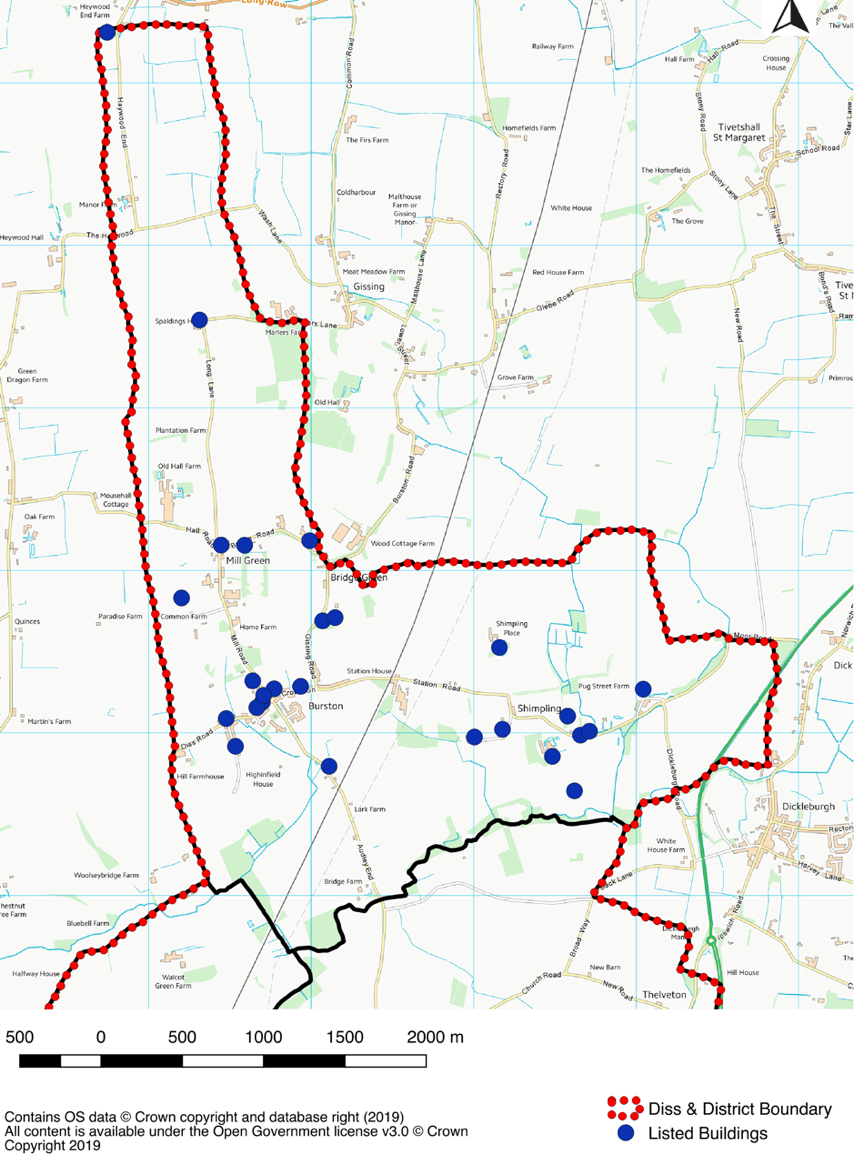 Heywood
End Farm
Long Row
Common Road
Railway Farm
Hall Farm
Hall Road
Crossing
House
Heywood End
The Firs Farm
Homefields Farm
Rectory Road
Stony Road
Tivetshall
St Margaret
School Road
Star Lane
The Homefields
Stony Lane
The Street
Coldharbour
Malthouse
Farm or
Gissing
Manor
White House
The Grove
Heywood Hall
Wash Lane
Moat Meadow Farm
Gissing
Malthouse Lane
Red House Farm
Glebe Road
New Road
Lower Street
Green
Dragon Farm
Long Lane
Grove Farm
Old Hall
Plantation Farm
Old Hall Farm
Burston Road
Mousehall
Cottage
Oak Farm
Mill Green
Wood Cottage Farm
Bridge Green
Quinces
Paradise Farm
Common Farm
Home Farm
Mill Road
Gissing Road
Shimpling
Place
Station House
Station Road
Pug Street Farm
Martin's Farm
Burston
Shimpling
Diss Road
Hill Farmhouse
Highinfield
House
Lark Farm
Audley End
Dickleburgh
White
House Farm
Rectory
Harvey Lane
Woolseybridge Farm
Bridge Farm
Bluebell Farm
Broad Way
Ipswich Road
Halfway House
Walcot
Green Farm
Church Road
New Barn
New Road
Hill House
Thelveton
500 0 500 1000 1500 2000 m
Contains OS data © Crown copyright and database right (2019)
All content is available under the Open Government license v3.0 © Crown
Copyright 2019
Diss & District Boundary
Listed Buildings